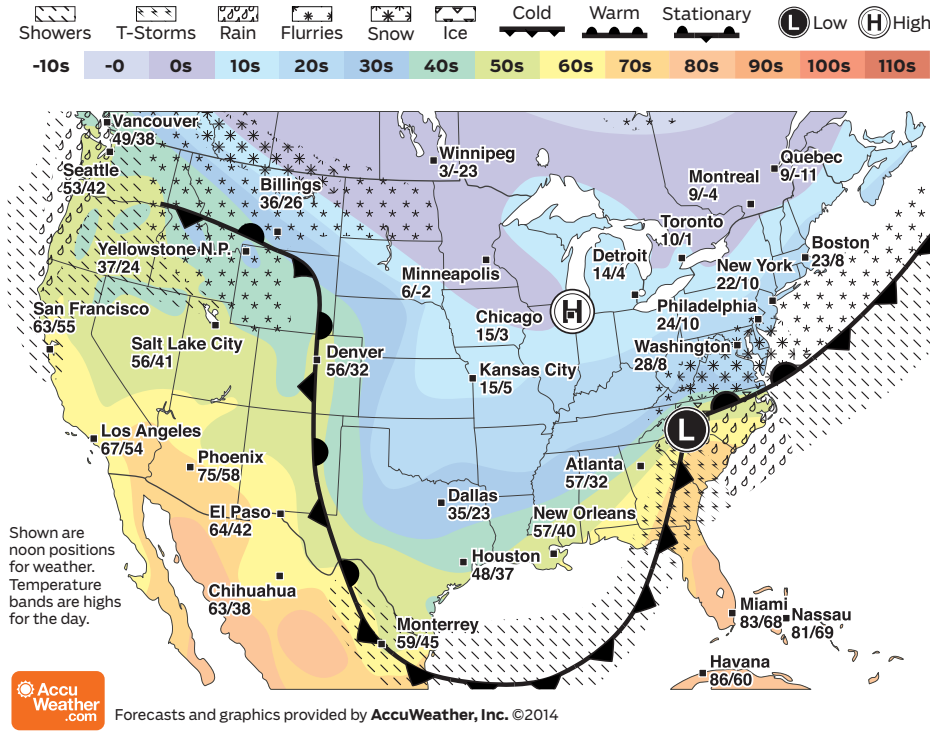 Showers T-Storms Rain Flurries Snow Ice Cold Warm Stationary L Low H High
-10s -0 0s 10s 20s 30s 40s 50s 60s 70s 80s 90s 100s 110s
Vancouver
49/38
Seattle
53/42
Billings
36/26
Winnipeg
3/-23
Montreal
9/-4
Quebec
9/-11
Toronto
10/1
Yellowstone N.P.
37/24
Minneapolis
6/-2
Detroit
14/4
Boston
23/8
New York
22/10
San Francisco
63/55
Salt Lake City
56/41
Denver
56/32
Chicago
15/3
H
Philadelphia
24/10
Washington
28/8
Kansas City
15/5
Los Angeles
67/54
Phoenix
75/58
L
Atlanta
57/32
El Paso
64/42
Dallas
35/23
New Orleans
57/40
Houston
48/37
Chihuahua
63/38
Monterrey
59/45
Miami
83/68
Nassau
81/69
Havana
86/60
Shown are
noon positions
for weather.
Temperature
bands are highs
for the day.
Accu
Weather
.com
Forecasts and graphics provided by AccuWeather, Inc. ©2014